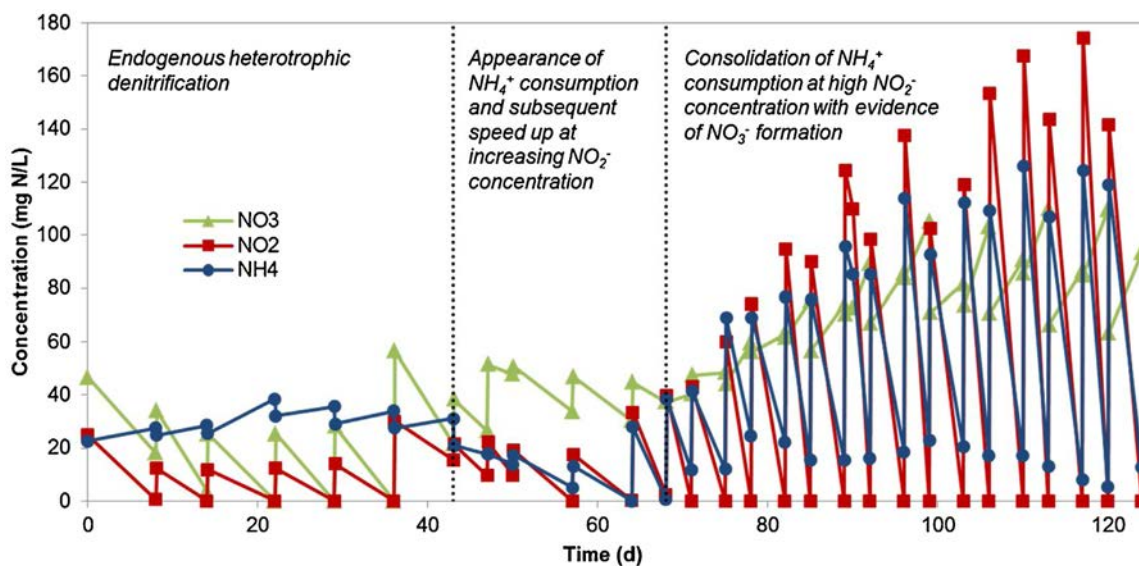 180
160
140
120
100
80
60
40
20
0
Concentration (mg N/L)
Endogenous heterotrophic
denitrification
Appearance of
NH₄⁺ consumption
and subsequent
speed up at
increasing NO₂⁻
concentration
Consolidation of NH₄⁺
consumption at high NO₂⁻
concentration with evidence
of NO₃⁻ formation
NO3
NO2
NH4
0 20 40 60 80 100 120
Time (d)